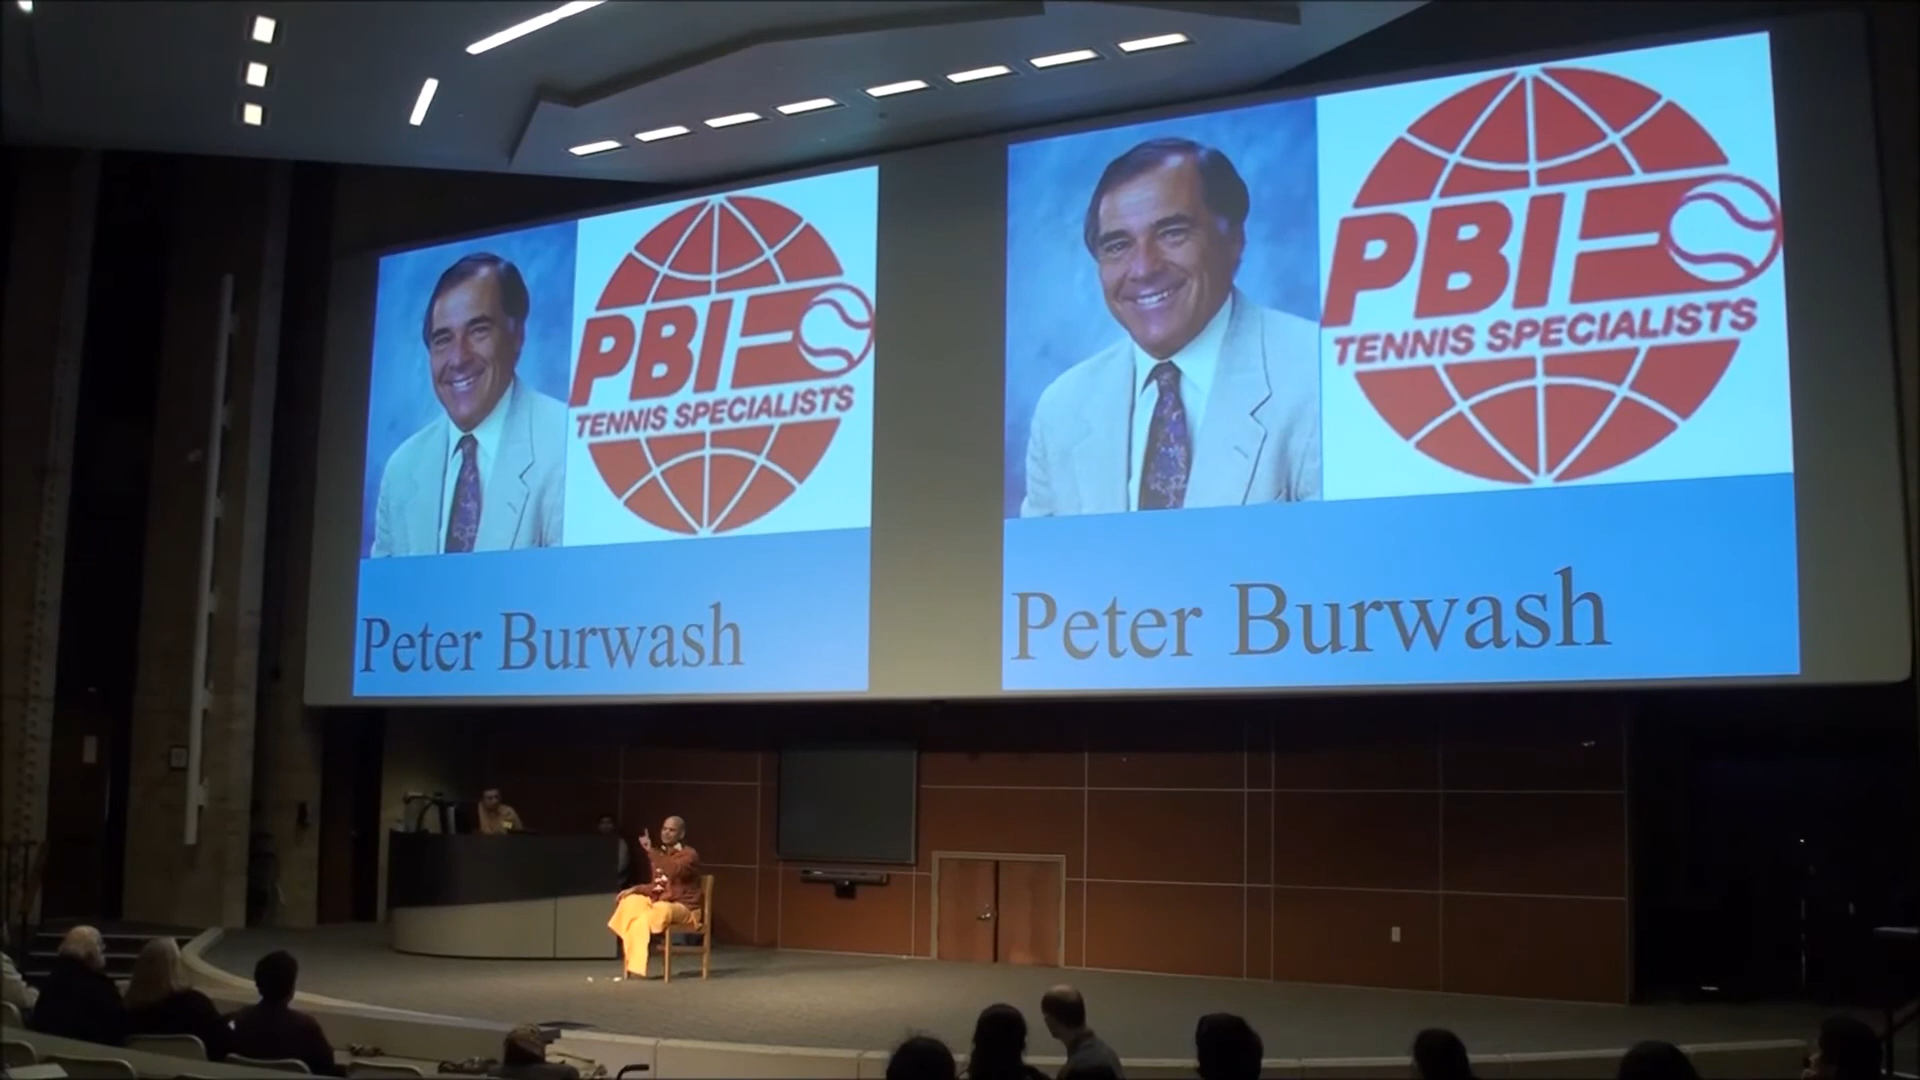 PBI
TENNIS SPECIALISTS
Peter Burwash
PBI
TENNIS SPECIALISTS
Peter Burwash